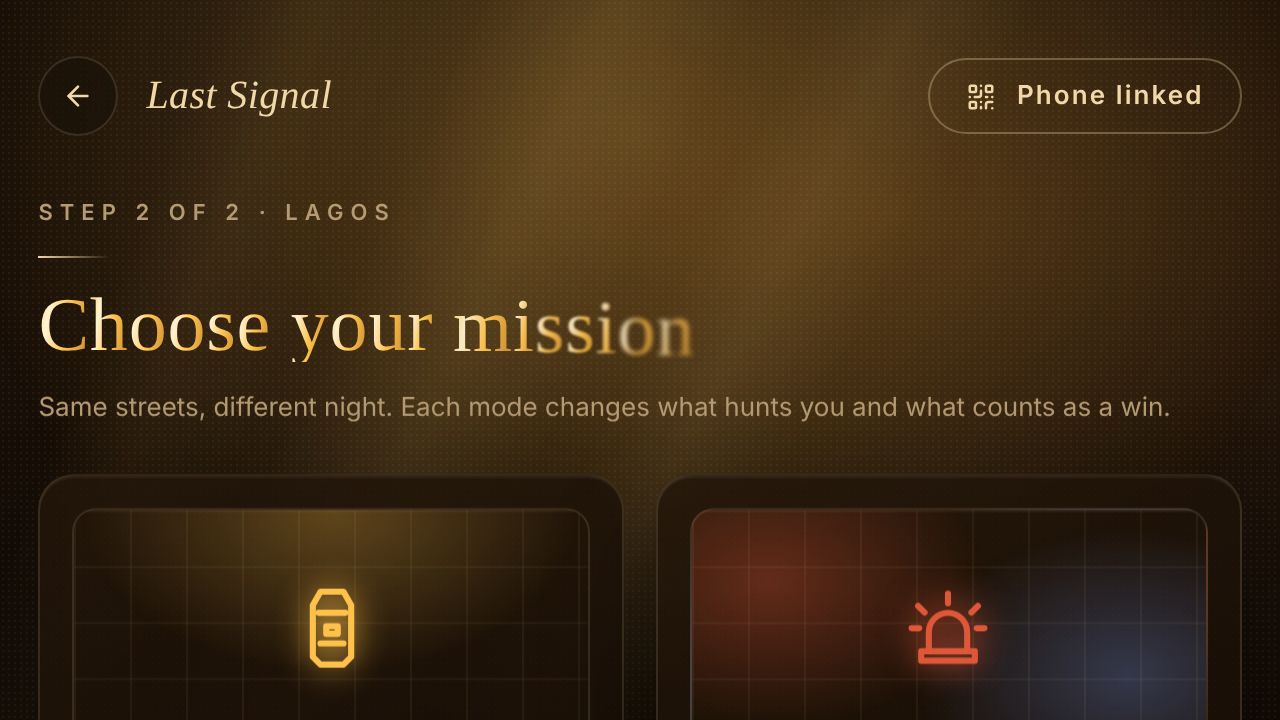 Last Signal
Phone linked
STEP 2 OF 2 · LAGOS
Choose your mission
Same streets, different night. Each mode changes what hunts you and what counts as a win.